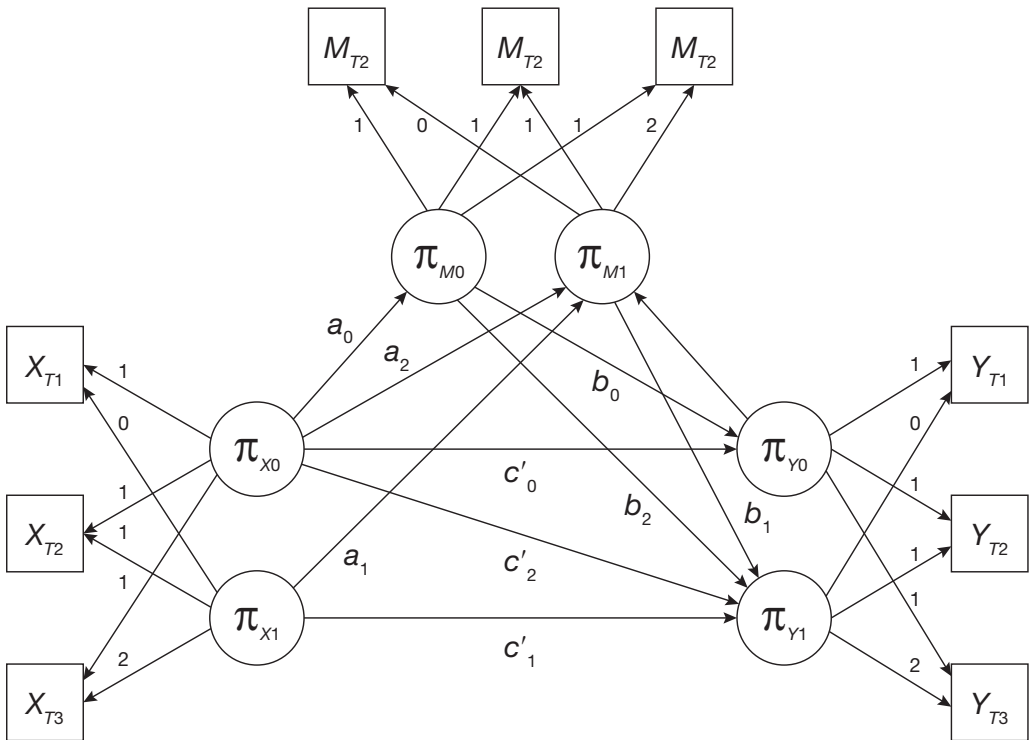 M_T2 M_T2 M_T2
1 0 1 1 1 2
π_M0 π_M1
a_0 a_2 b_0
X_T1 1 0 π_X0 c′_0 π_Y0 1 0 Y_T1
X_T2 1 1 1 a_1 c′_2 b_2 b_1 1 1 1 Y_T2
π_X1 c′_1 π_Y1
X_T3 2 2 Y_T3